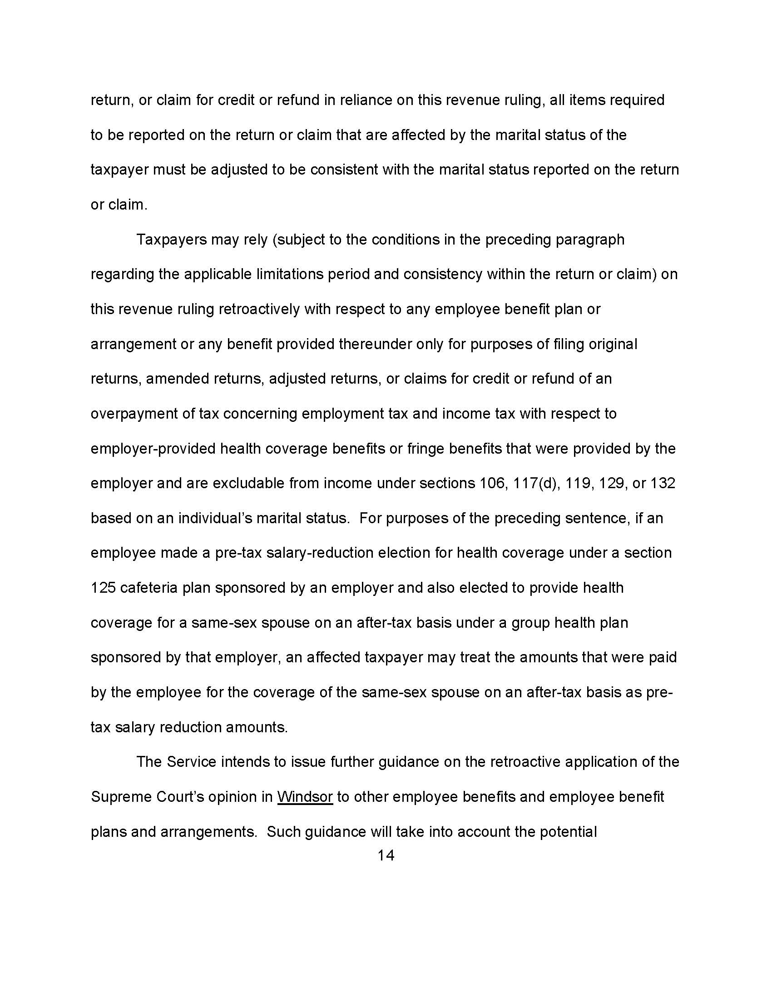 return, or claim for credit or refund in reliance on this revenue ruling, all items required
to be reported on the return or claim that are affected by the marital status of the
taxpayer must be adjusted to be consistent with the marital status reported on the return
or claim.
Taxpayers may rely (subject to the conditions in the preceding paragraph
regarding the applicable limitations period and consistency within the return or claim) on
this revenue ruling retroactively with respect to any employee benefit plan or
arrangement or any benefit provided thereunder only for purposes of filing original
returns, amended returns, adjusted returns, or claims for credit or refund of an
overpayment of tax concerning employment tax and income tax with respect to
employer-provided health coverage benefits or fringe benefits that were provided by the
employer and are excludable from income under sections 106, 117(d), 119, 129, or 132
based on an individual’s marital status.  For purposes of the preceding sentence, if an
employee made a pre-tax salary-reduction election for health coverage under a section
125 cafeteria plan sponsored by an employer and also elected to provide health
coverage for a same-sex spouse on an after-tax basis under a group health plan
sponsored by that employer, an affected taxpayer may treat the amounts that were paid
by the employee for the coverage of the same-sex spouse on an after-tax basis as pre-
tax salary reduction amounts.
The Service intends to issue further guidance on the retroactive application of the
Supreme Court’s opinion in Windsor to other employee benefits and employee benefit
plans and arrangements.  Such guidance will take into account the potential
14